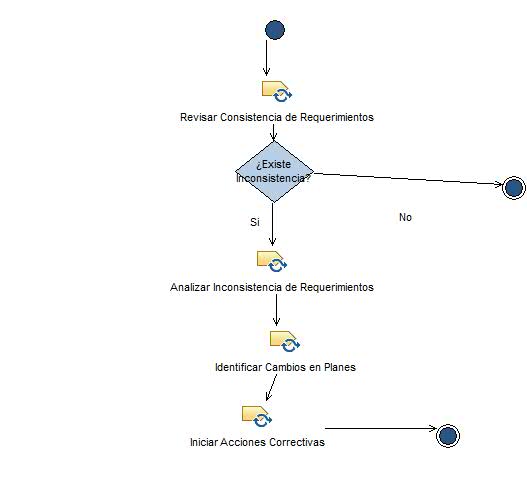 Revisar Consistencia de Requerimientos
¿Existe
Inconsistencia?
Si
No
Analizar Inconsistencia de Requerimientos
Identificar Cambios en Planes
Iniciar Acciones Correctivas